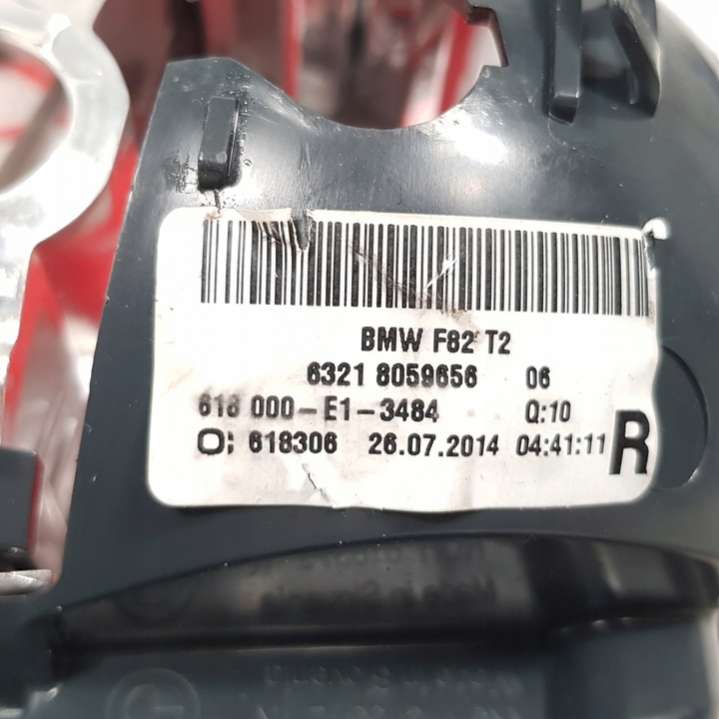 BMW F82 T2
6321 8059656 06
618 000-E1-3484 Q:10
O: 618306 26.07.2014 04:41:11 R